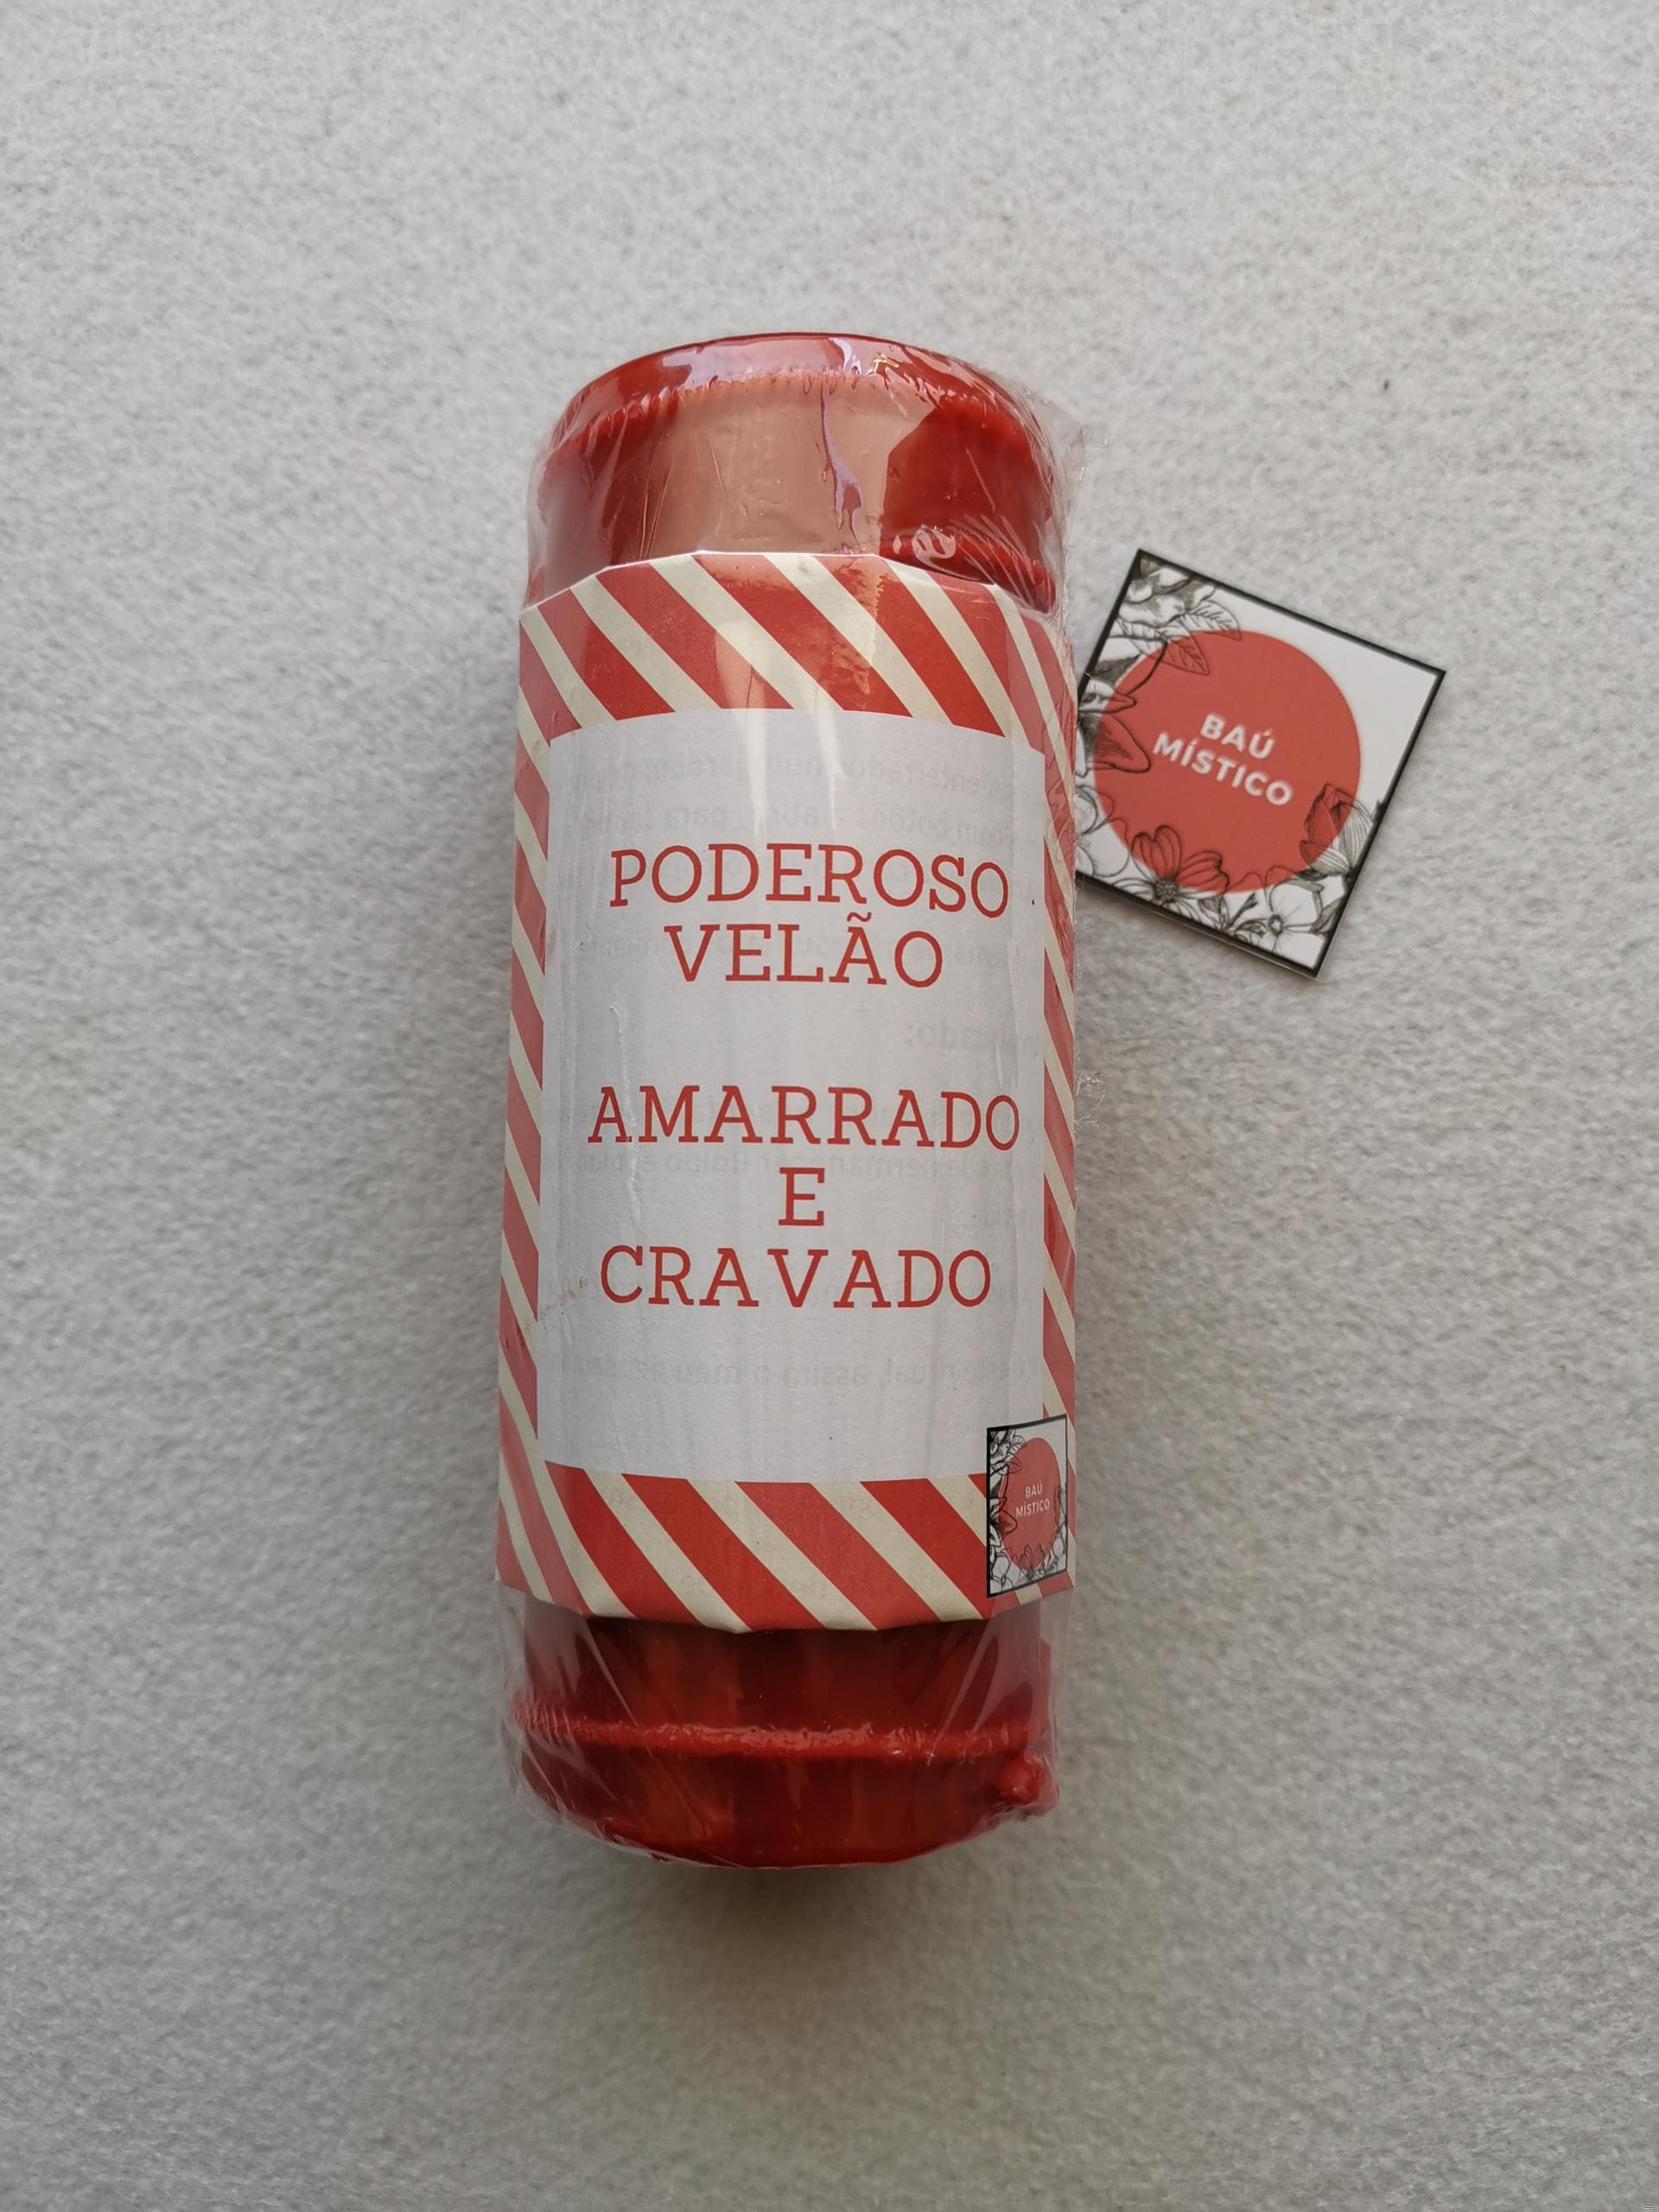 PODEROSO
VELÃO
AMARRADO
E
CRAVADO
BAÚ
MÍSTICO
BAÚ
MÍSTICO